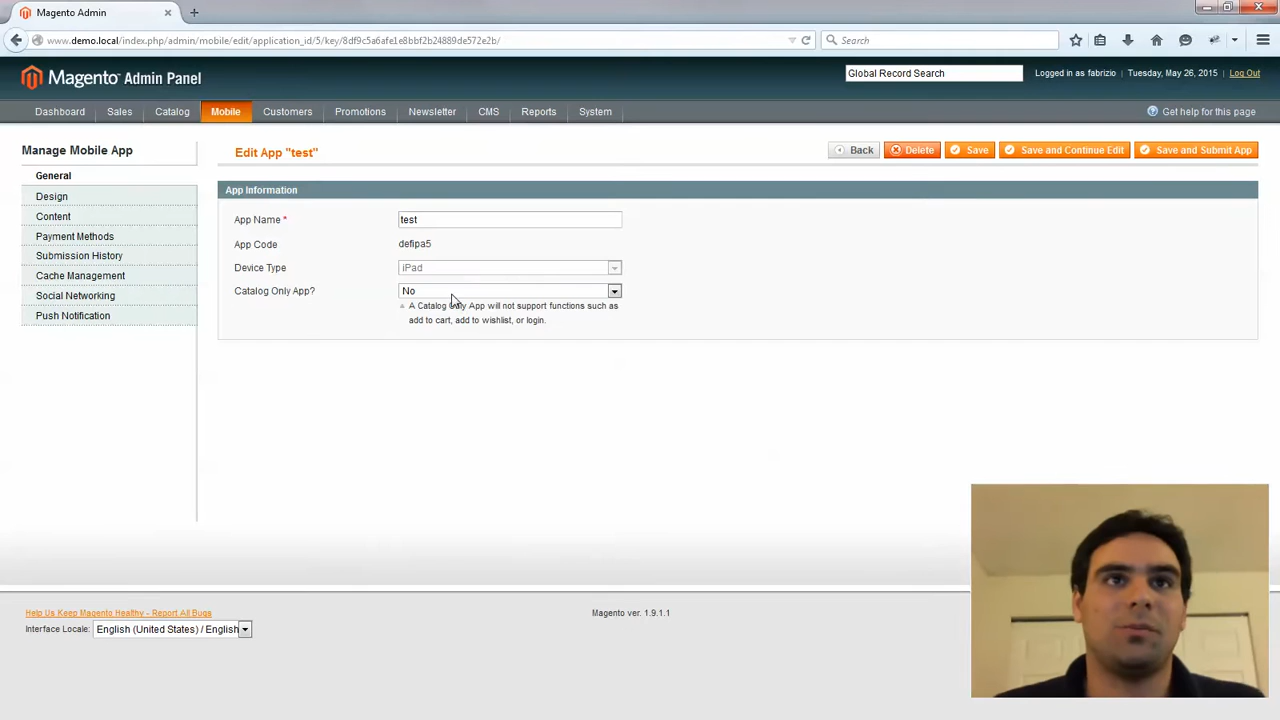 Magento Admin
www.demo.local/index.php/admin/mobile/edit/application_id/5/key/8df9c5a6afe1e8bbf2b24889de572e2b/
Search
Magento Admin Panel
Global Record Search
Logged in as fabrizio
Tuesday, May 26, 2015
Log Out
Dashboard
Sales
Catalog
Mobile
Customers
Promotions
Newsletter
CMS
Reports
System
Get help for this page
Manage Mobile App
General
Design
Content
Payment Methods
Submission History
Cache Management
Social Networking
Push Notification
Edit App "test"
Back
Delete
Save
Save and Continue Edit
Save and Submit App
App Information
App Name *
test
App Code
defipa5
Device Type
iPad
Catalog Only App?
No
A Catalog Only App will not support functions such as
add to cart, add to wishlist, or login.
Help Us Keep Magento Healthy - Report All Bugs
Magento ver. 1.9.1.1
Interface Locale: English (United States) / English